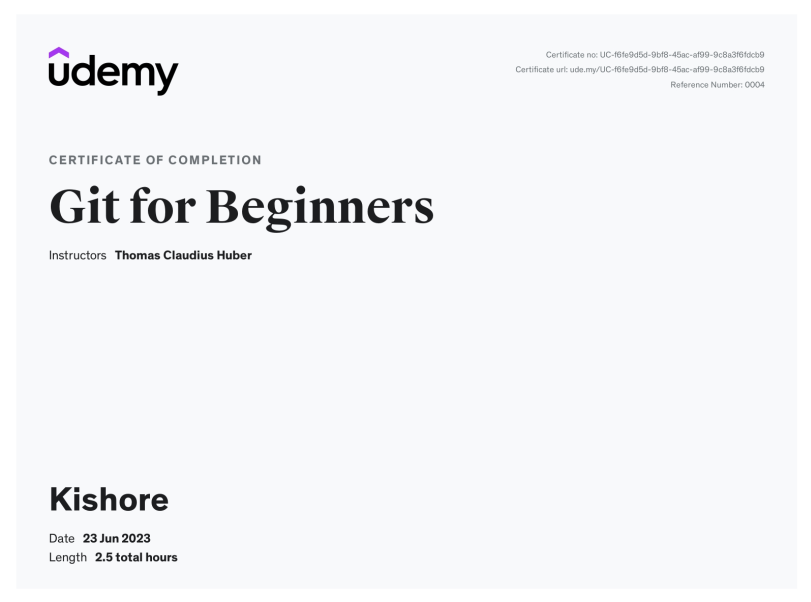 udemy
Certificate no: UC-f6fe9d5d-9bf8-45ac-af99-9c8a3f6fdcb9
Certificate url: ude.my/UC-f6fe9d5d-9bf8-45ac-af99-9c8a3f6fdcb9
Reference Number: 0004
CERTIFICATE OF COMPLETION
Git for Beginners
Instructors Thomas Claudius Huber
Kishore
Date 23 Jun 2023
Length 2.5 total hours